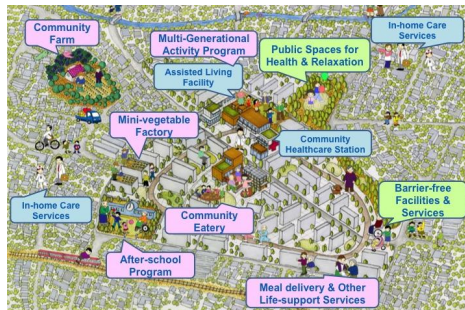 Community
Farm
Multi-Generational
Activity Program
Public Spaces for
Health & Relaxation
In-home Care
Services
Assisted Living
Facility
Mini-vegetable
Factory
Community
Healthcare Station
In-home Care
Services
Community
Eatery
Barrier-free
Facilities &
Services
After-school
Program
Meal delivery & Other
Life-support Services